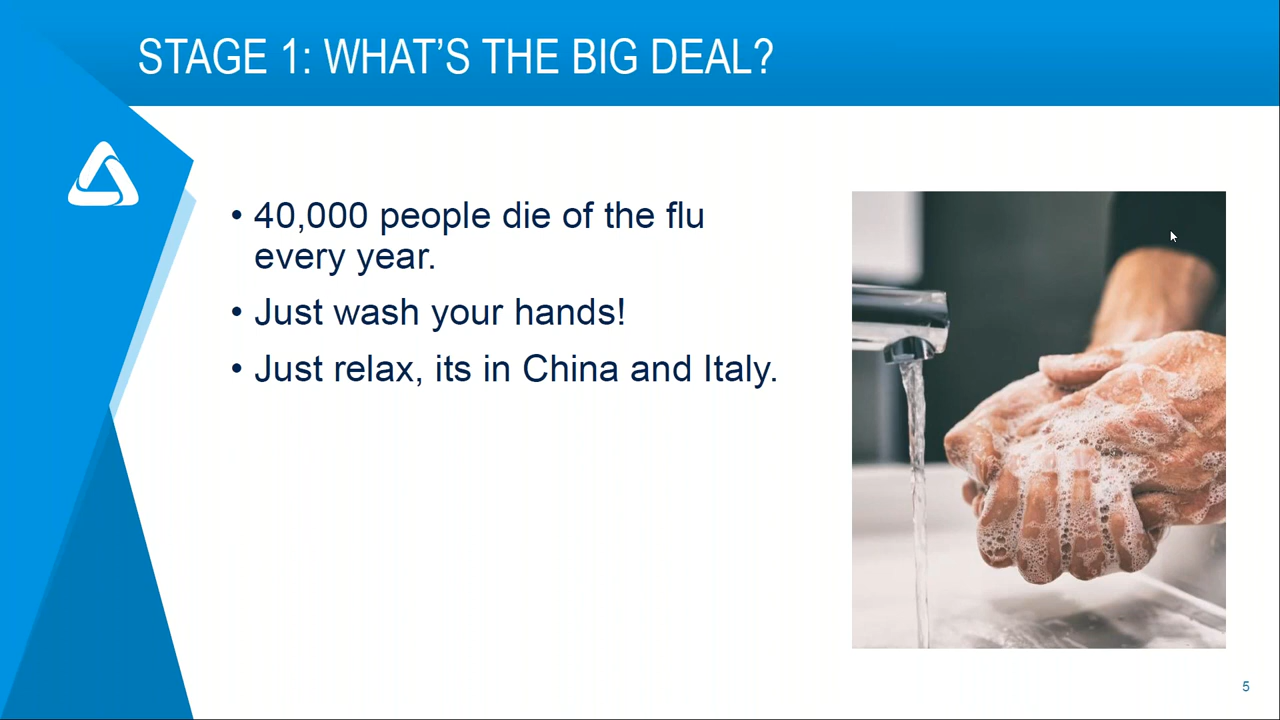 STAGE 1: WHAT’S THE BIG DEAL?
• 40,000 people die of the flu
every year.
• Just wash your hands!
• Just relax, its in China and Italy.
5